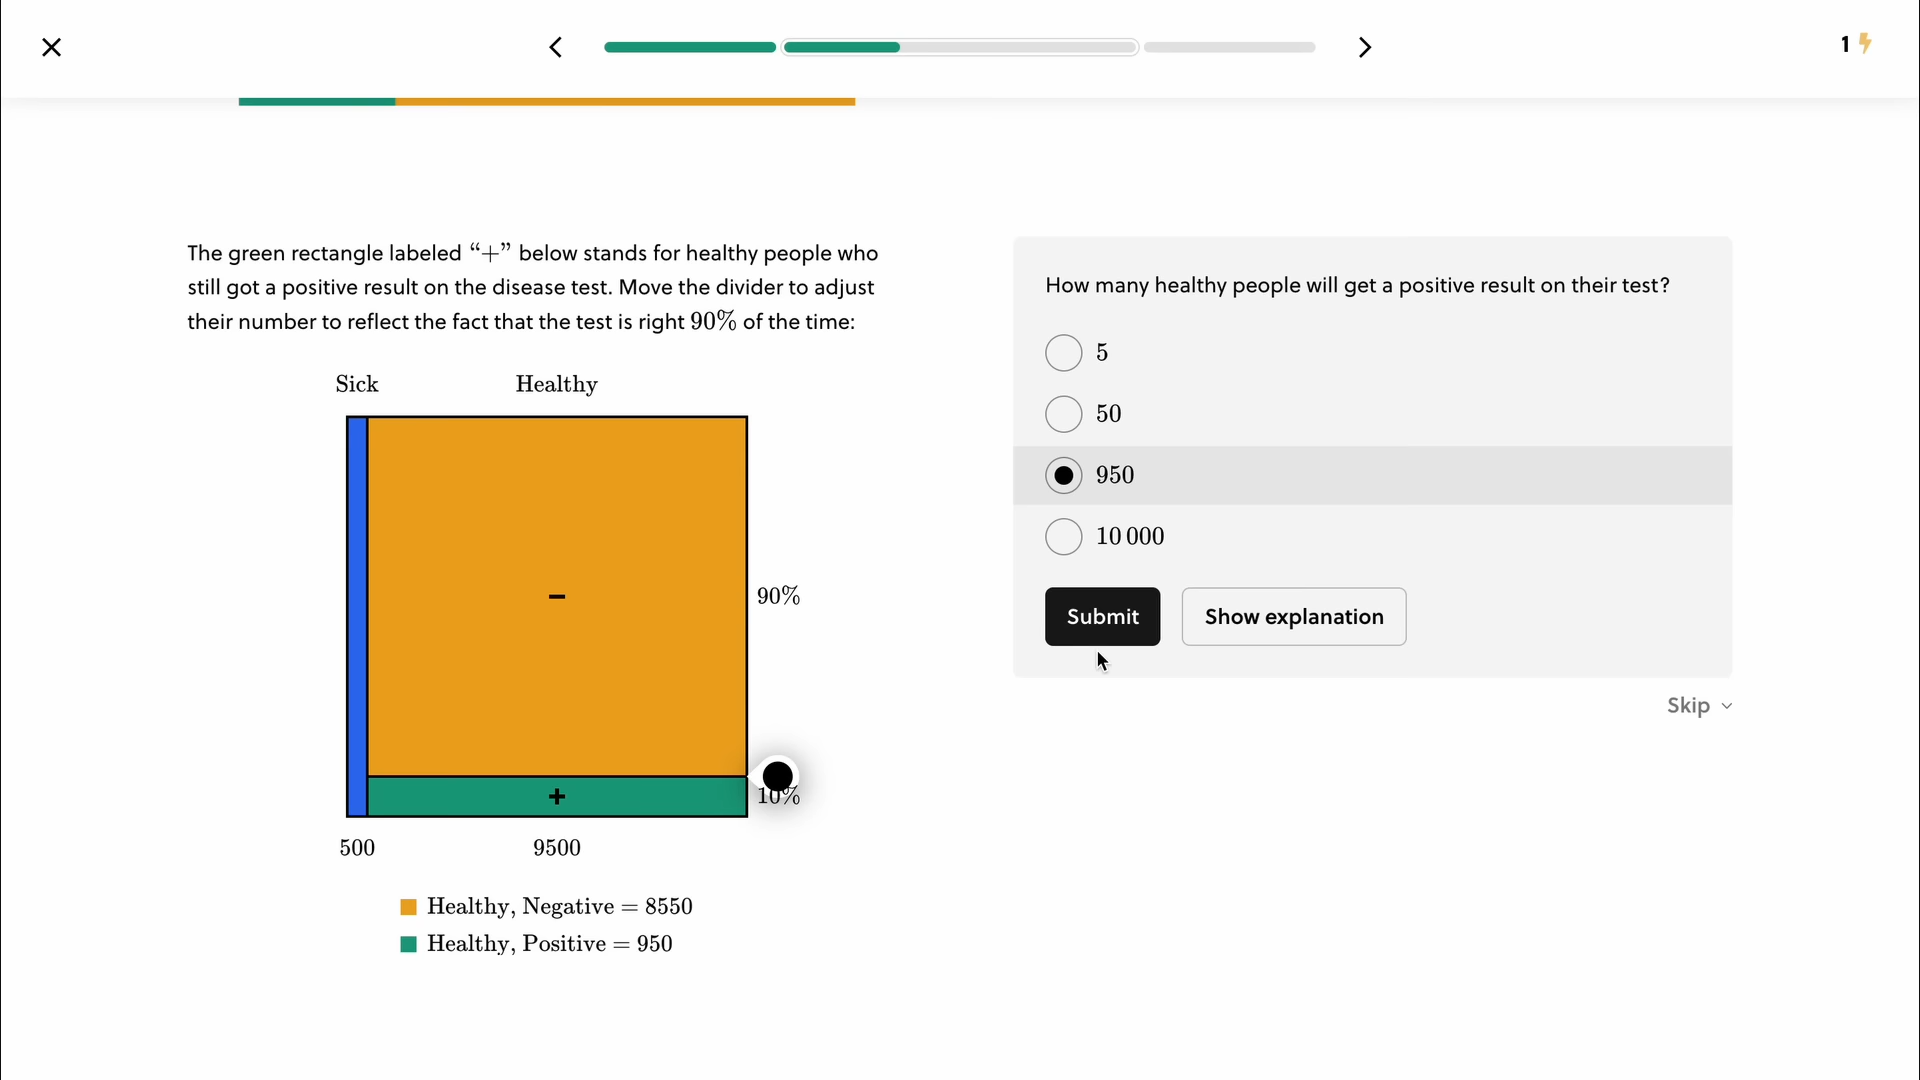 1
The green rectangle labeled “+” below stands for healthy people who
still got a positive result on the disease test. Move the divider to adjust
their number to reflect the fact that the test is right 90% of the time:
Sick Healthy
−
90%
+
10%
500 9500
Healthy, Negative = 8550
Healthy, Positive = 950
How many healthy people will get a positive result on their test?
5
50
950
10 000
Submit Show explanation
Skip